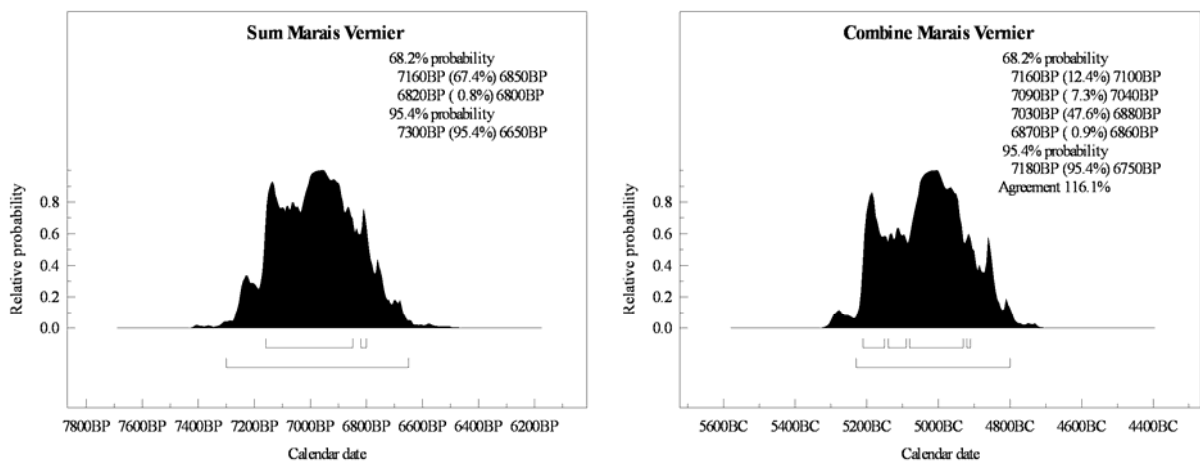 Sum Marais Vernier
68.2% probability
7160BP (67.4%) 6850BP
6820BP ( 0.8%) 6800BP
95.4% probability
7300BP (95.4%) 6650BP
Relative probability
0.8
0.6
0.4
0.2
0.0
7800BP 7600BP 7400BP 7200BP 7000BP 6800BP 6600BP 6400BP 6200BP
Calendar date
Combine Marais Vernier
68.2% probability
7160BP (12.4%) 7100BP
7090BP ( 7.3%) 7040BP
7030BP (47.6%) 6880BP
6870BP ( 0.9%) 6860BP
95.4% probability
7180BP (95.4%) 6750BP
Agreement 116.1%
Relative probability
0.8
0.6
0.4
0.2
0.0
5600BC 5400BC 5200BC 5000BC 4800BC 4600BC 4400BC
Calendar date